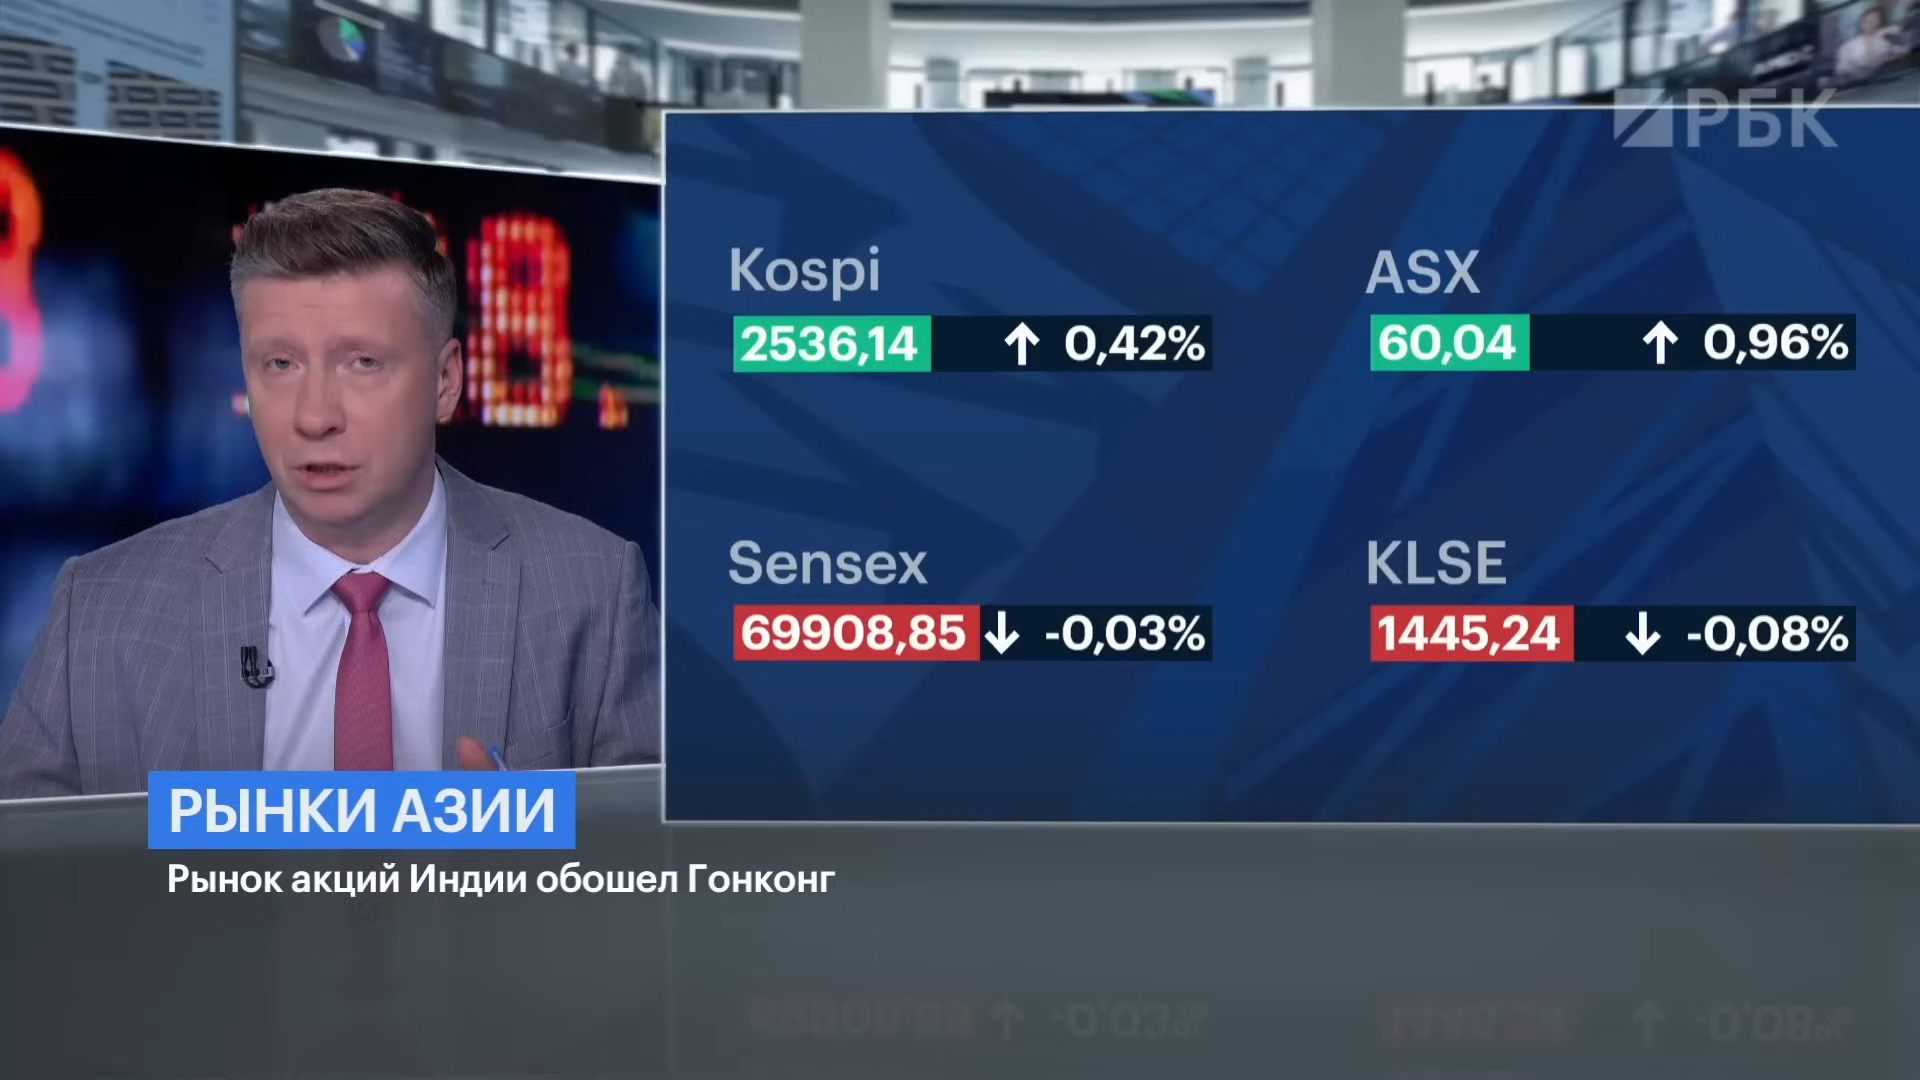 РБК
Kospi
2536,14 ↑ 0,42%
ASX
60,04 ↑ 0,96%
Sensex
69908,85 ↓ -0,03%
KLSE
1445,24 ↓ -0,08%
РЫНКИ АЗИИ
Рынок акций Индии обошел Гонконг